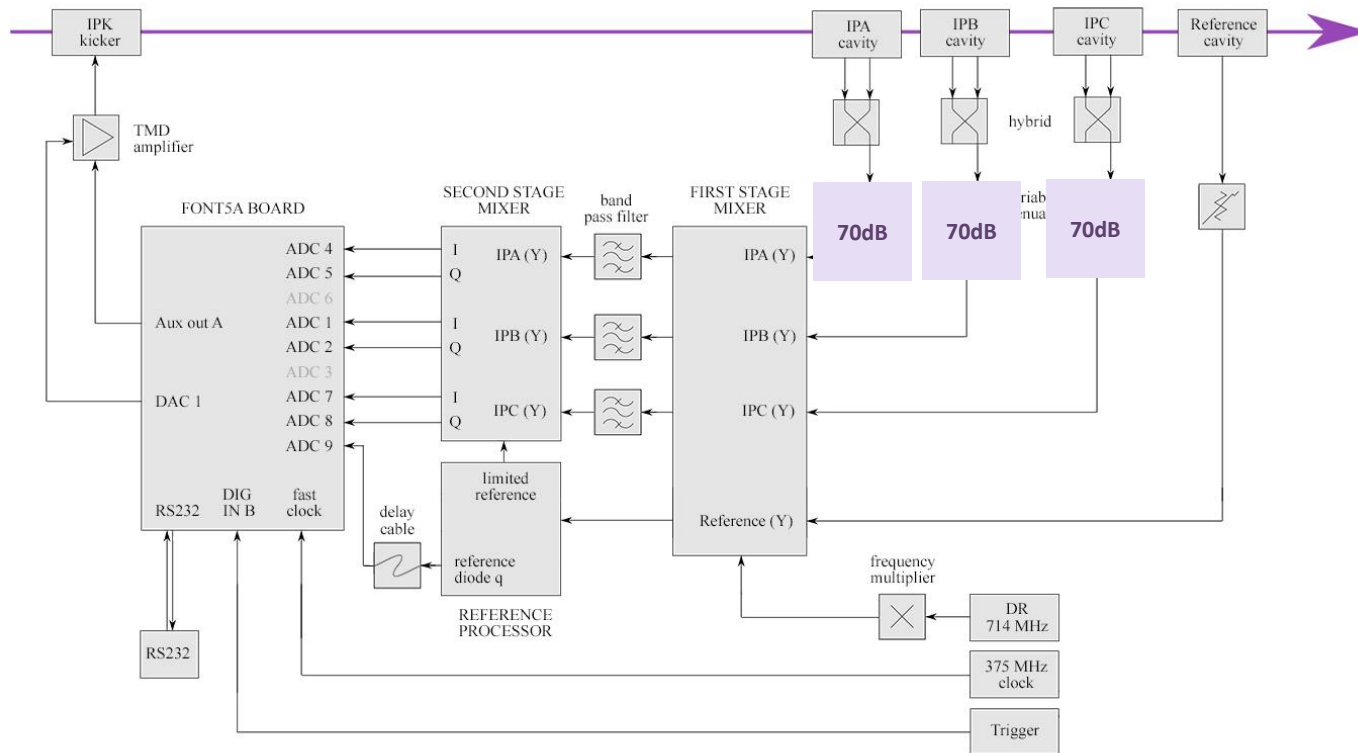 IPK
kicker
IPA
cavity
IPB
cavity
IPC
cavity
Reference
cavity
TMD
amplifier
hybrid
70dB
70dB
70dB
FONT5A BOARD
ADC 4
ADC 5
ADC 6
ADC 1
ADC 2
ADC 3
ADC 7
ADC 8
ADC 9
Aux out A
DAC 1
RS232
DIG
IN B
fast
clock
SECOND STAGE
MIXER
I
Q
I
Q
I
Q
IPA (Y)
IPB (Y)
IPC (Y)
band
pass filter
FIRST STAGE
MIXER
IPA (Y)
IPB (Y)
IPC (Y)
Reference (Y)
limited
reference
reference
diode q
REFERENCE
PROCESSOR
delay
cable
frequency
multiplier
DR
714 MHz
375 MHz
clock
Trigger
RS232